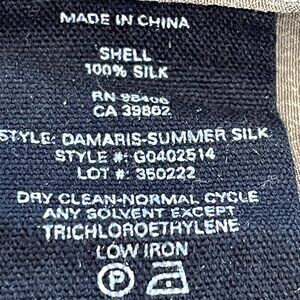 MADE IN CHINA
SHELL
100% SILK
RN 98406
CA 39862
STYLE: DAMARIS-SUMMER SILK
STYLE #: G0402514
LOT #: 350222
DRY CLEAN-NORMAL CYCLE
ANY SOLVENT EXCEPT
TRICHLOROETHYLENE
LOW IRON
P